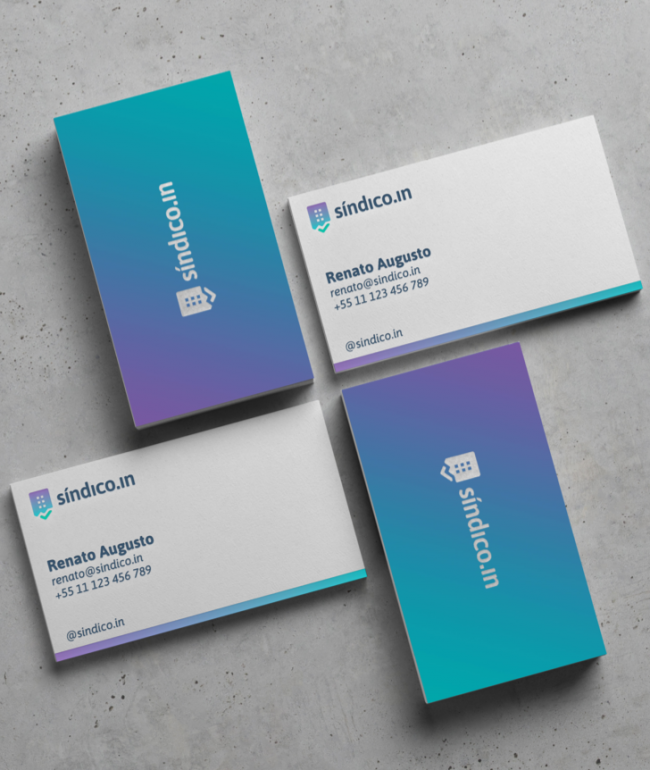 síndico.in
síndico.in
Renato Augusto
renato@sindico.in
+55 11 123 456 789
@sindico.in
síndico.in
Renato Augusto
renato@sindico.in
+55 11 123 456 789
@sindico.in
síndico.in